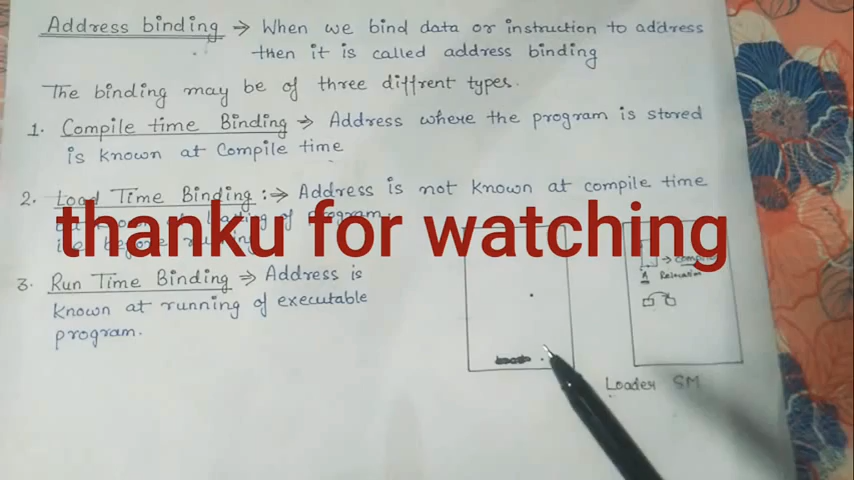 Address binding → When we bind data or instruction to address
then it is called address binding
The binding may be of three diffrent types.
1. Compile time Binding → Address where the program is stored
is known at Compile time
2. Load Time Binding :→ Address is not known at compile time
program.
thanku for watching
3. Run Time Binding → Address is
known at running of executable
program.
A Relocation
Loader SM